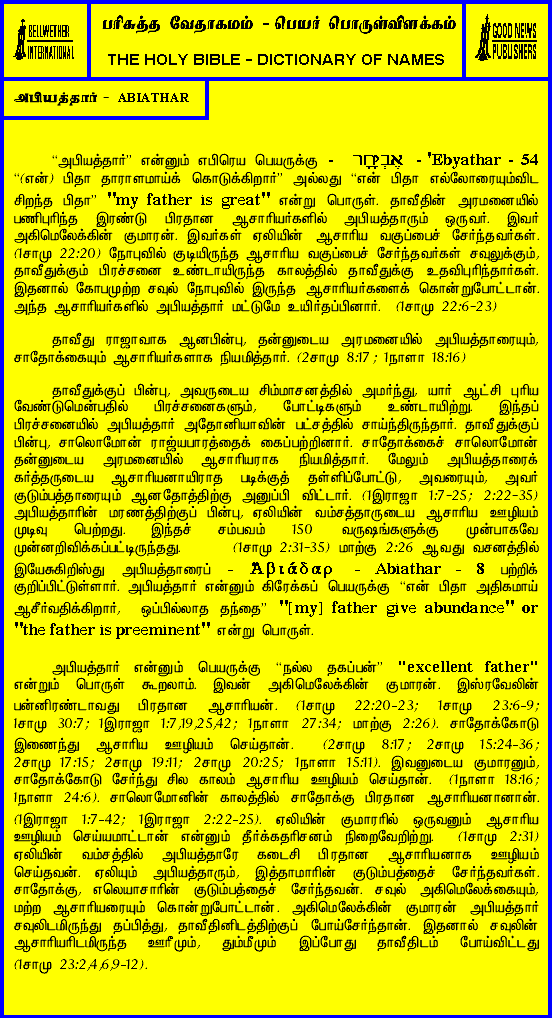 BELLWETHER
INTERNATIONAL
பரிசுத்த வேதாகமம் - பெயர் பொருள்விளக்கம்
THE HOLY BIBLE - DICTIONARY OF NAMES
GOOD NEWS
PUBLISHERS
அபியத்தார் - ABIATHAR
“அபியத்தார்” என்னும் எபிரெய பெயருக்கு - אֶבְיָתָר - 'Ebyathar - 54
“(என்) பிதா தாராளமாய்க் கொடுக்கிறார்” அல்லது “என் பிதா எல்லோரையும்விட
சிறந்த பிதா” "my father is great" என்று பொருள். தாவீதின் அரமனையில்
பணிபுரிந்த இரண்டு பிரதான ஆசாரியர்களில் அபியத்தாரும் ஒருவர். இவர்
அகிமெலேக்கின் குமாரன். இவர்கள் ஏலியின் ஆசாரிய வகுப்பைச் சேர்ந்தவர்கள்.
(1சாமு 22:20) நோபுவில் குடியிருந்த ஆசாரிய வகுப்பைச் சேர்ந்தவர்கள் சவுலுக்கும்,
தாவீதுக்கும் பிரச்சனை உண்டாயிருந்த காலத்தில் தாவீதுக்கு உதவிபுரிந்தார்கள்.
இதனால் கோபமுற்ற சவுல் நோபுவில் இருந்த ஆசாரியர்களைக் கொன்றுபோட்டான்.
அந்த ஆசாரியர்களில் அபியத்தார் மட்டுமே உயிர்தப்பினார். (1சாமு 22:6-23)
தாவீது ராஜாவாக ஆனபின்பு, தன்னுடைய அரமனையில் அபியத்தாரையும்,
சாதோக்கையும் ஆசாரியர்களாக நியமித்தார். (2சாமு 8:17 ; 1நாளா 18:16)
தாவீதுக்குப் பின்பு, அவருடைய சிம்மாசனத்தில் அமர்ந்து, யார் ஆட்சி புரிய
வேண்டுமென்பதில் பிரச்சனைகளும், போட்டிகளும் உண்டாயிற்று. இந்தப்
பிரச்சனையில் அபியத்தார் அதோனியாவின் பட்சத்தில் சாய்ந்திருந்தார். தாவீதுக்குப்
பின்பு, சாலொமோன் ராஜ்யபாரத்தைக் கைப்பற்றினார். சாதோக்கைச் சாலொமோன்
தன்னுடைய அரமனையில் ஆசாரியராக நியமித்தார். மேலும் அபியத்தாரைக்
கர்த்தருடைய ஆசாரியனாயிராத படிக்குத் தள்ளிப்போட்டு, அவரையும், அவர்
குடும்பத்தாரையும் ஆனதோத்திற்கு அனுப்பி விட்டார். (1இராஜா 1:7-25; 2:22-35)
அபியத்தாரின் மரணத்திற்குப் பின்பு, ஏலியின் வம்சத்தாருடைய ஆசாரிய ஊழியம்
முடிவு பெற்றது. இந்தச் சம்பவம் 150 வருஷங்களுக்கு முன்பாகவே
முன்னறிவிக்கப்பட்டிருந்தது. (1சாமு 2:31-35) மாற்கு 2:26 ஆவது வசனத்தில்
இயேசுகிறிஸ்து அபியத்தாரைப் - Ἀβιάδαρ - Abiathar - 8 பற்றிக்
குறிப்பிட்டுள்ளார். அபியத்தார் என்னும் கிரேக்கப் பெயருக்கு “என் பிதா அதிகமாய்
ஆசீர்வதிக்கிறார், ஒப்பில்லாத தந்தை” "[my] father give abundance" or
"the father is preeminent" என்று பொருள்.
அபியத்தார் என்னும் பெயருக்கு “நல்ல தகப்பன்” "excellent father"
என்றும் பொருள் கூறலாம். இவன் அகிமெலேக்கின் குமாரன். இஸ்ரவேலின்
பன்னிரண்டாவது பிரதான ஆசாரியன். (1சாமு 22:20-23; 1சாமு 23:6-9;
1சாமு 30:7; 1இராஜா 1:7,19,25,42; 1நாளா 27:34; மாற்கு 2:26). சாதோக்கோடு
இணைந்து ஆசாரிய ஊழியம் செய்தான். (2சாமு 8:17; 2சாமு 15:24-36;
2சாமு 17:15; 2சாமு 19:11; 2சாமு 20:25; 1நாளா 15:11). இவனுடைய குமாரனும்,
சாதோக்கோடு சேர்ந்து சில காலம் ஆசாரிய ஊழியம் செய்தான். (1நாளா 18:16;
1நாளா 24:6). சாலொமோனின் காலத்தில் சாதோக்கு பிரதான ஆசாரியனானான்.
(1இராஜா 1:7-42; 1இராஜா 2:22-25). ஏலியின் குமாரரில் ஒருவனும் ஆசாரிய
ஊழியம் செய்யமாட்டான் என்னும் தீர்க்கதரிசனம் நிறைவேறிற்று. (1சாமு 2:31)
ஏலியின் வம்சத்தில் அபியத்தாரே கடைசி பிரதான ஆசாரியனாக ஊழியம்
செய்தவன். ஏலியும் அபியத்தாரும், இத்தாமாரின் குடும்பத்தைச் சேர்ந்தவர்கள்.
சாதோக்கு, எலெயாசாரின் குடும்பத்தைச் சேர்ந்தவன். சவுல் அகிமெலேக்கையும்,
மற்ற ஆசாரியரையும் கொன்றுபோட்டான். அகிமெலேக்கின் குமாரன் அபியத்தார்
சவுலிடமிருந்து தப்பித்து, தாவீதினிடத்திற்குப் போய்சேர்ந்தான். இதனால் சவுலின்
ஆசாரியரிடமிருந்த ஊரீமும், தும்மீமும் இப்போது தாவீதிடம் போய்விட்டது
(1சாமு 23:2,4,6,9-12).